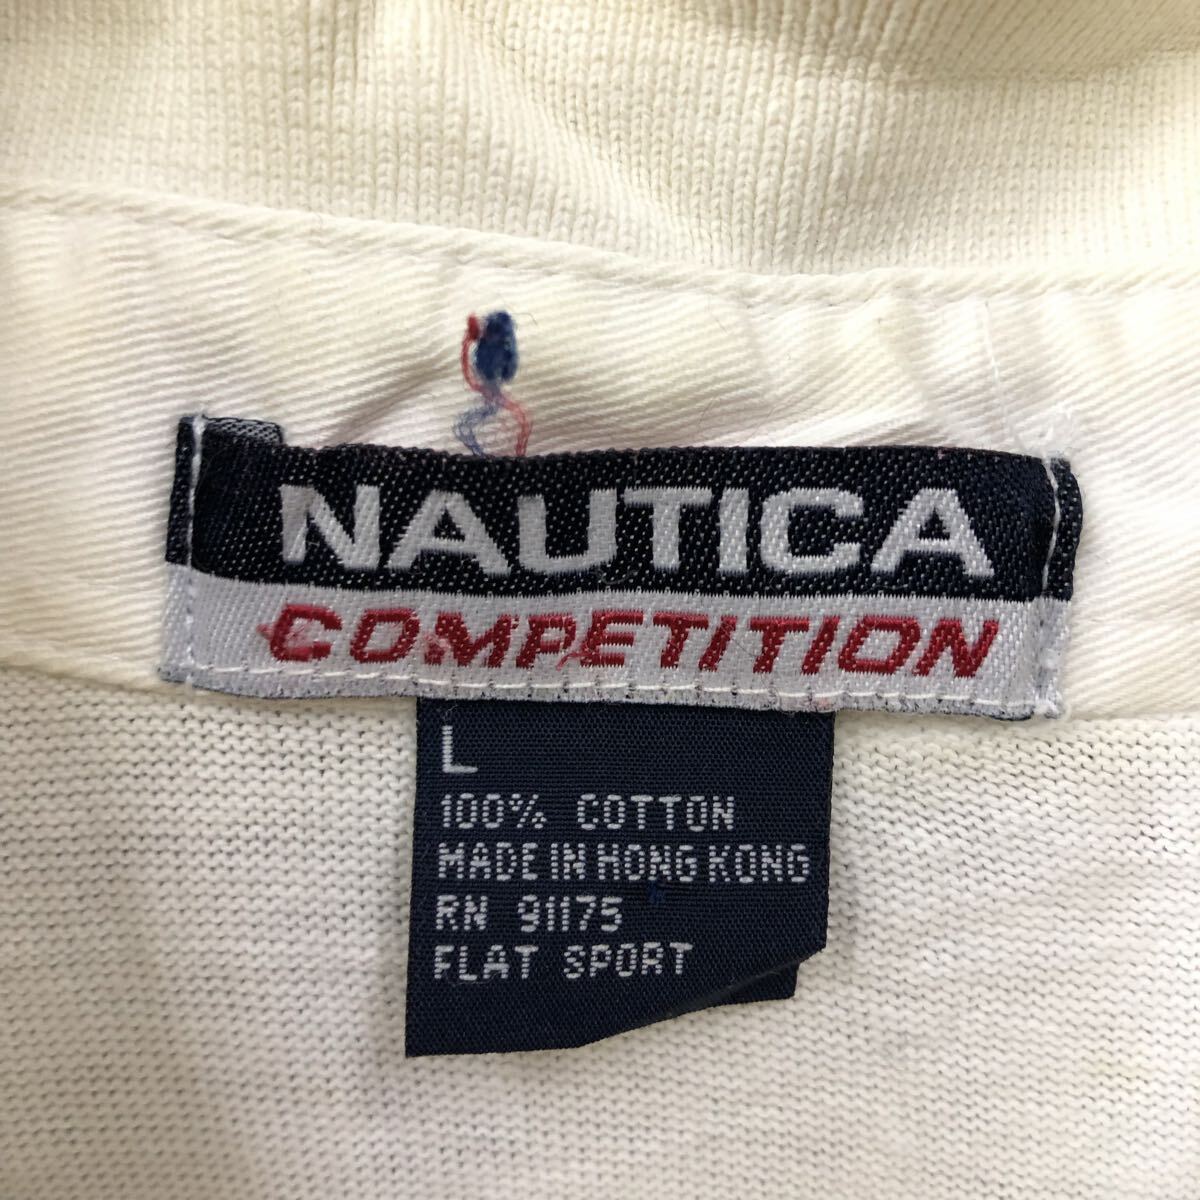 NAUTICA
COMPETITION
L
100% COTTON
MADE IN HONG KONG
RN 91175
FLAT SPORT